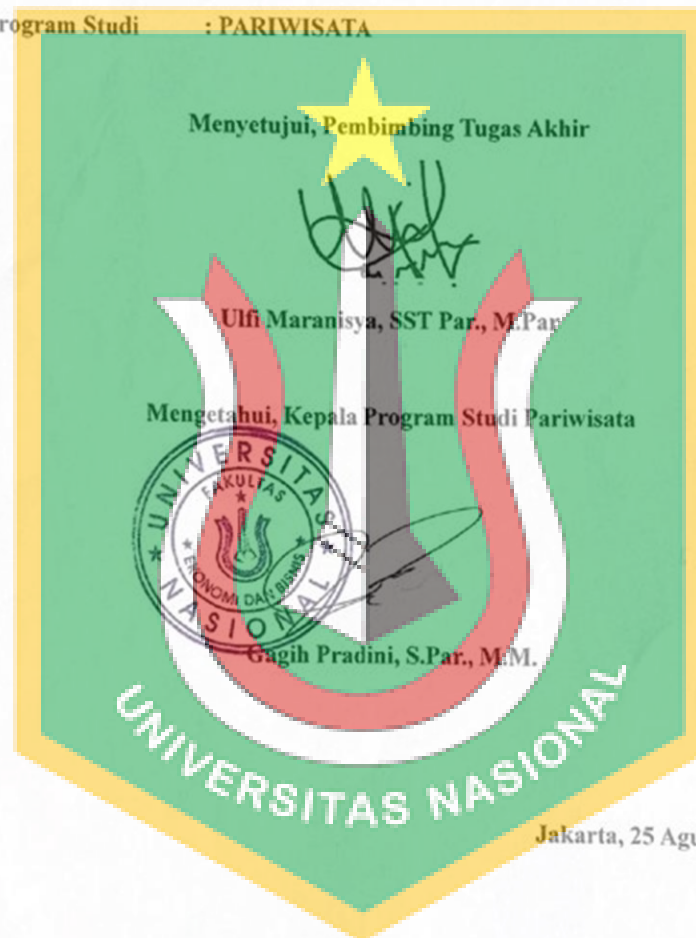 rogram Studi : PARIWISATA
Menyetujui, Pembimbing Tugas Akhir
Ulfi Maranisya, SST Par., M.Par
Mengetahui, Kepala Program Studi Pariwisata
UNIVERSITAS NASIONAL
FAKULTAS
EKONOMI DAN BISNIS
Gagih Pradini, S.Par., M.M.
UNIVERSITAS NASIONAL
Jakarta, 25 Agu